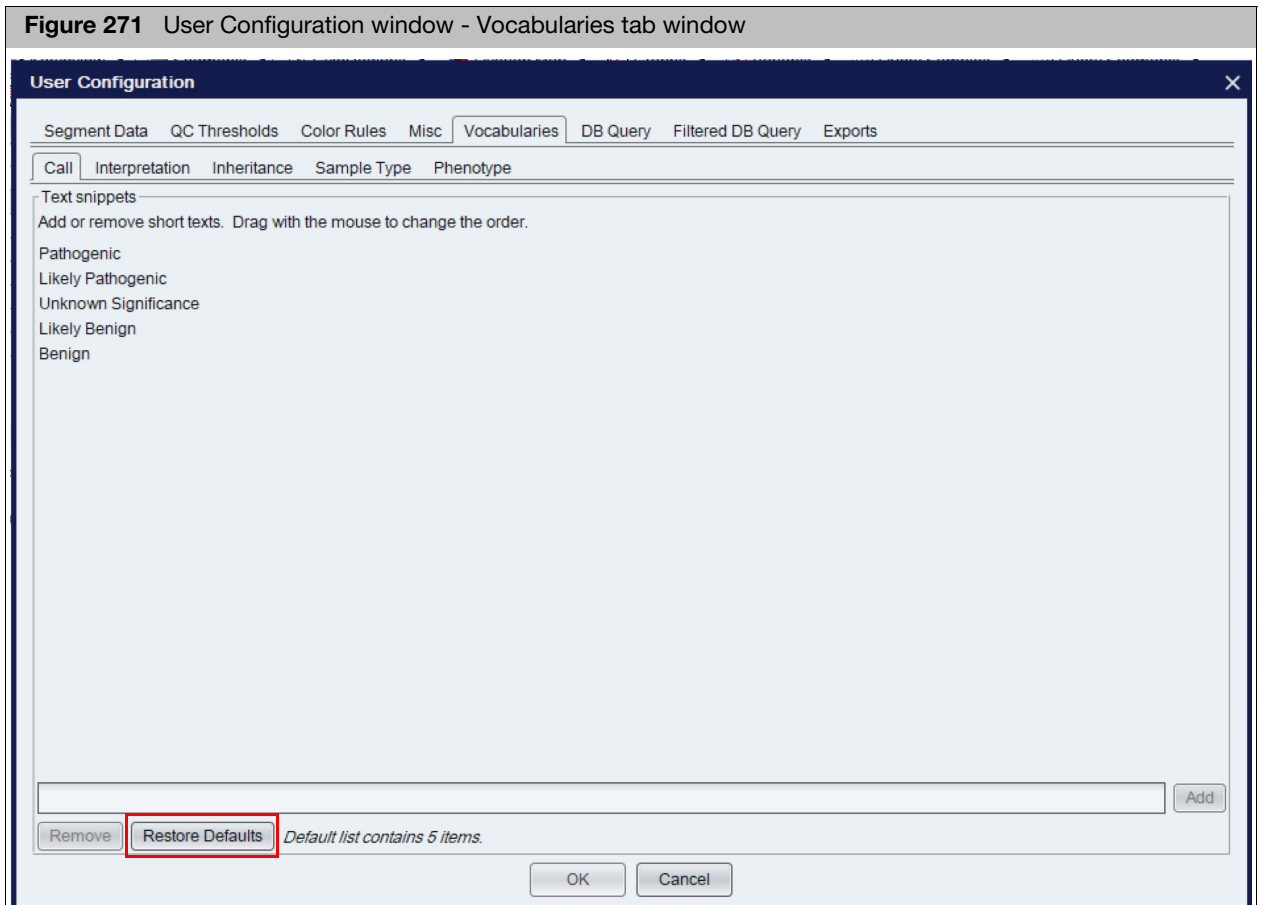 Figure 271 User Configuration window - Vocabularies tab window
User Configuration
Segment Data QC Thresholds Color Rules Misc Vocabularies DB Query Filtered DB Query Exports
Call Interpretation Inheritance Sample Type Phenotype
Text snippets
Add or remove short texts. Drag with the mouse to change the order.
Pathogenic
Likely Pathogenic
Unknown Significance
Likely Benign
Benign
Add
Remove Restore Defaults Default list contains 5 items.
OK Cancel